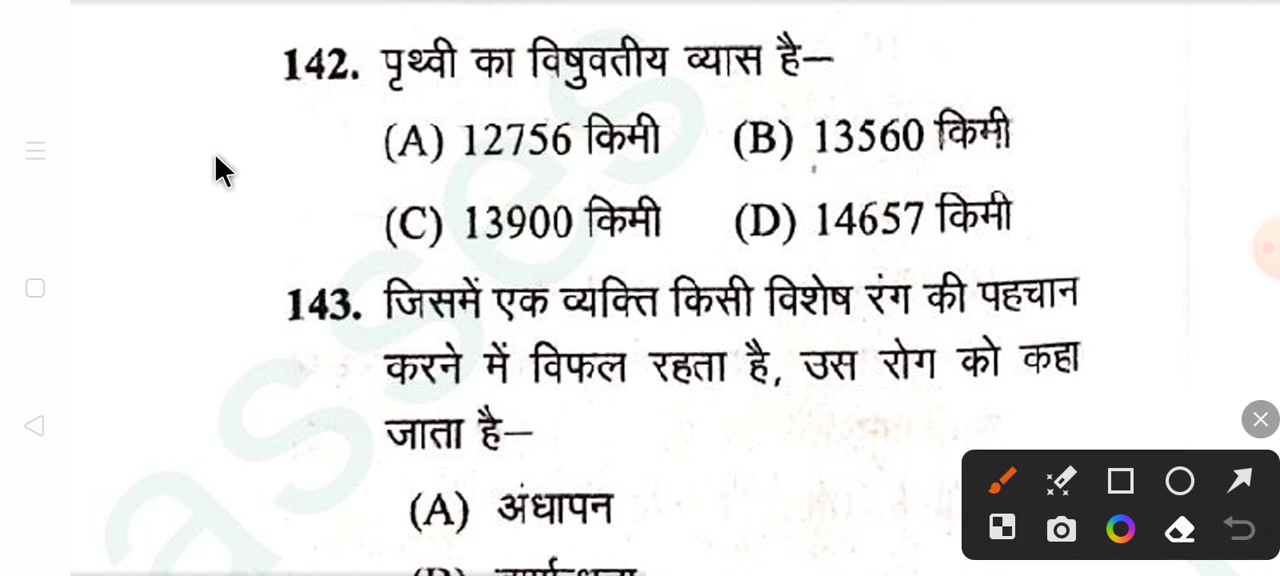 142. पृथ्वी का विषुवतीय व्यास है–
(A) 12756 किमी (B) 13560 किमी
(C) 13900 किमी (D) 14657 किमी
143. जिसमें एक व्यक्ति किसी विशेष रंग की पहचान
करने में विफल रहता है, उस रोग को कहा
जाता है–
(A) अंधापन